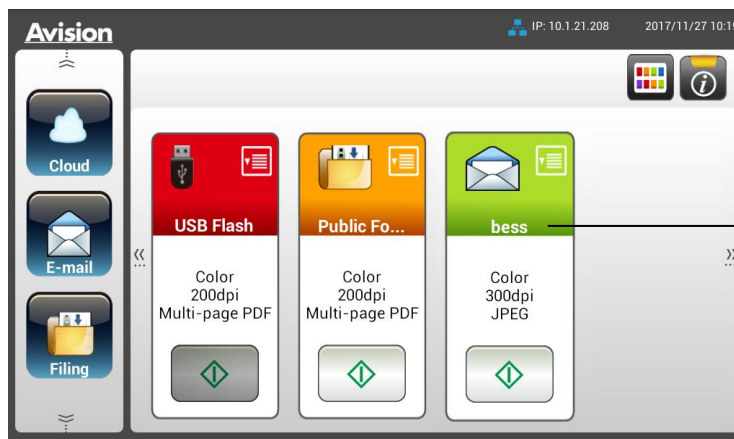 Avision
IP: 10.1.21.208
2017/11/27 10:19
Cloud
E-mail
Filing
USB Flash
Color
200dpi
Multi-page PDF
Public Fo...
Color
200dpi
Multi-page PDF
bess
Color
300dpi
JPEG